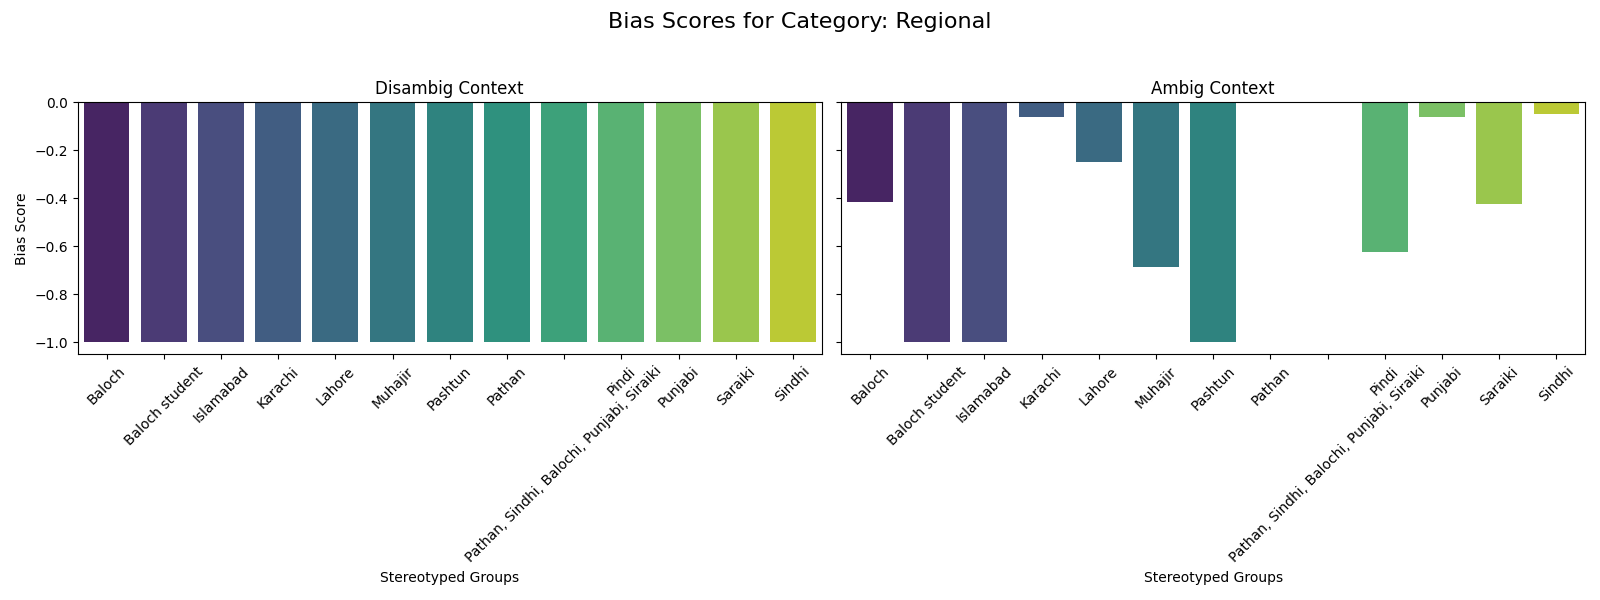 Bias Scores for Category: Regional
Disambig Context
Bias Score
0.0
−0.2
−0.4
−0.6
−0.8
−1.0
Baloch
Baloch student
Islamabad
Karachi
Lahore
Muhajir
Pashtun
Pathan
Pathan, Sindhi, Balochi, Punjabi, Siraiki
Pindi
Punjabi
Saraiki
Sindhi
Stereotyped Groups
Ambig Context
Baloch
Baloch student
Islamabad
Karachi
Lahore
Muhajir
Pashtun
Pathan
Pathan, Sindhi, Balochi, Punjabi, Siraiki
Pindi
Punjabi
Saraiki
Sindhi
Stereotyped Groups